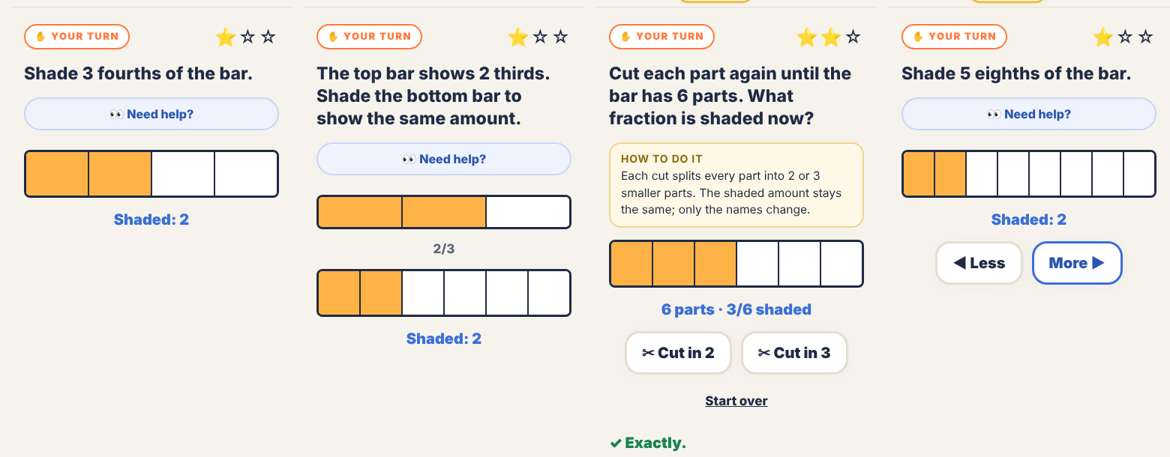 YOUR TURN
Shade 3 fourths of the bar.
Need help?
Shaded: 2
YOUR TURN
The top bar shows 2 thirds.
Shade the bottom bar to
show the same amount.
Need help?
2/3
Shaded: 2
YOUR TURN
Cut each part again until the
bar has 6 parts. What
fraction is shaded now?
HOW TO DO IT
Each cut splits every part into 2 or 3
smaller parts. The shaded amount stays
the same; only the names change.
6 parts · 3/6 shaded
✂ Cut in 2
✂ Cut in 3
Start over
✓ Exactly.
YOUR TURN
Shade 5 eighths of the bar.
Need help?
Shaded: 2
◀ Less
More ▶